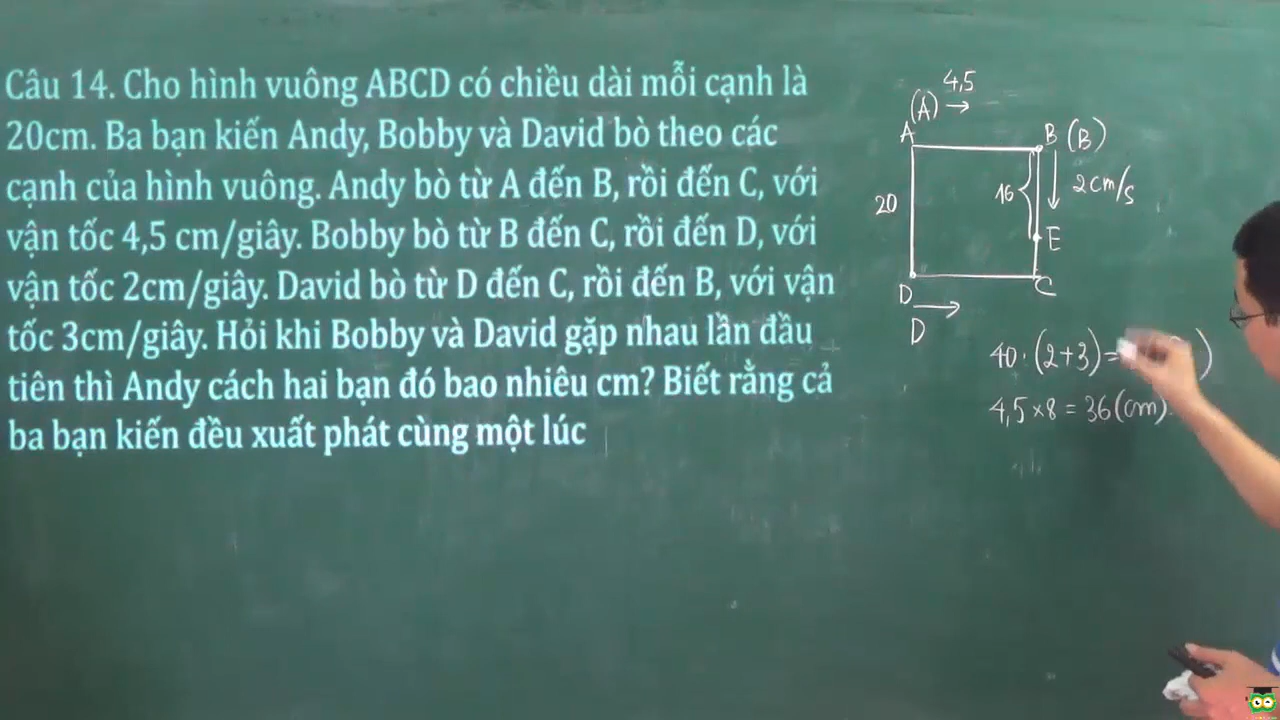 Câu 14. Cho hình vuông ABCD có chiều dài mỗi cạnh là
20cm. Ba bạn kiến Andy, Bobby và David bò theo các
cạnh của hình vuông. Andy bò từ A đến B, rồi đến C, với
vận tốc 4,5 cm/giây. Bobby bò từ B đến C, rồi đến D, với
vận tốc 2cm/giây. David bò từ D đến C, rồi đến B, với vận
tốc 3cm/giây. Hỏi khi Bobby và David gặp nhau lần đầu
tiên thì Andy cách hai bạn đó bao nhiêu cm? Biết rằng cả
ba bạn kiến đều xuất phát cùng một lúc
4,5
(A)
A
B (B)
16
2cm/s
20
E
D
C
D
40 : (2+3) = )
4,5 × 8 = 36 (cm)